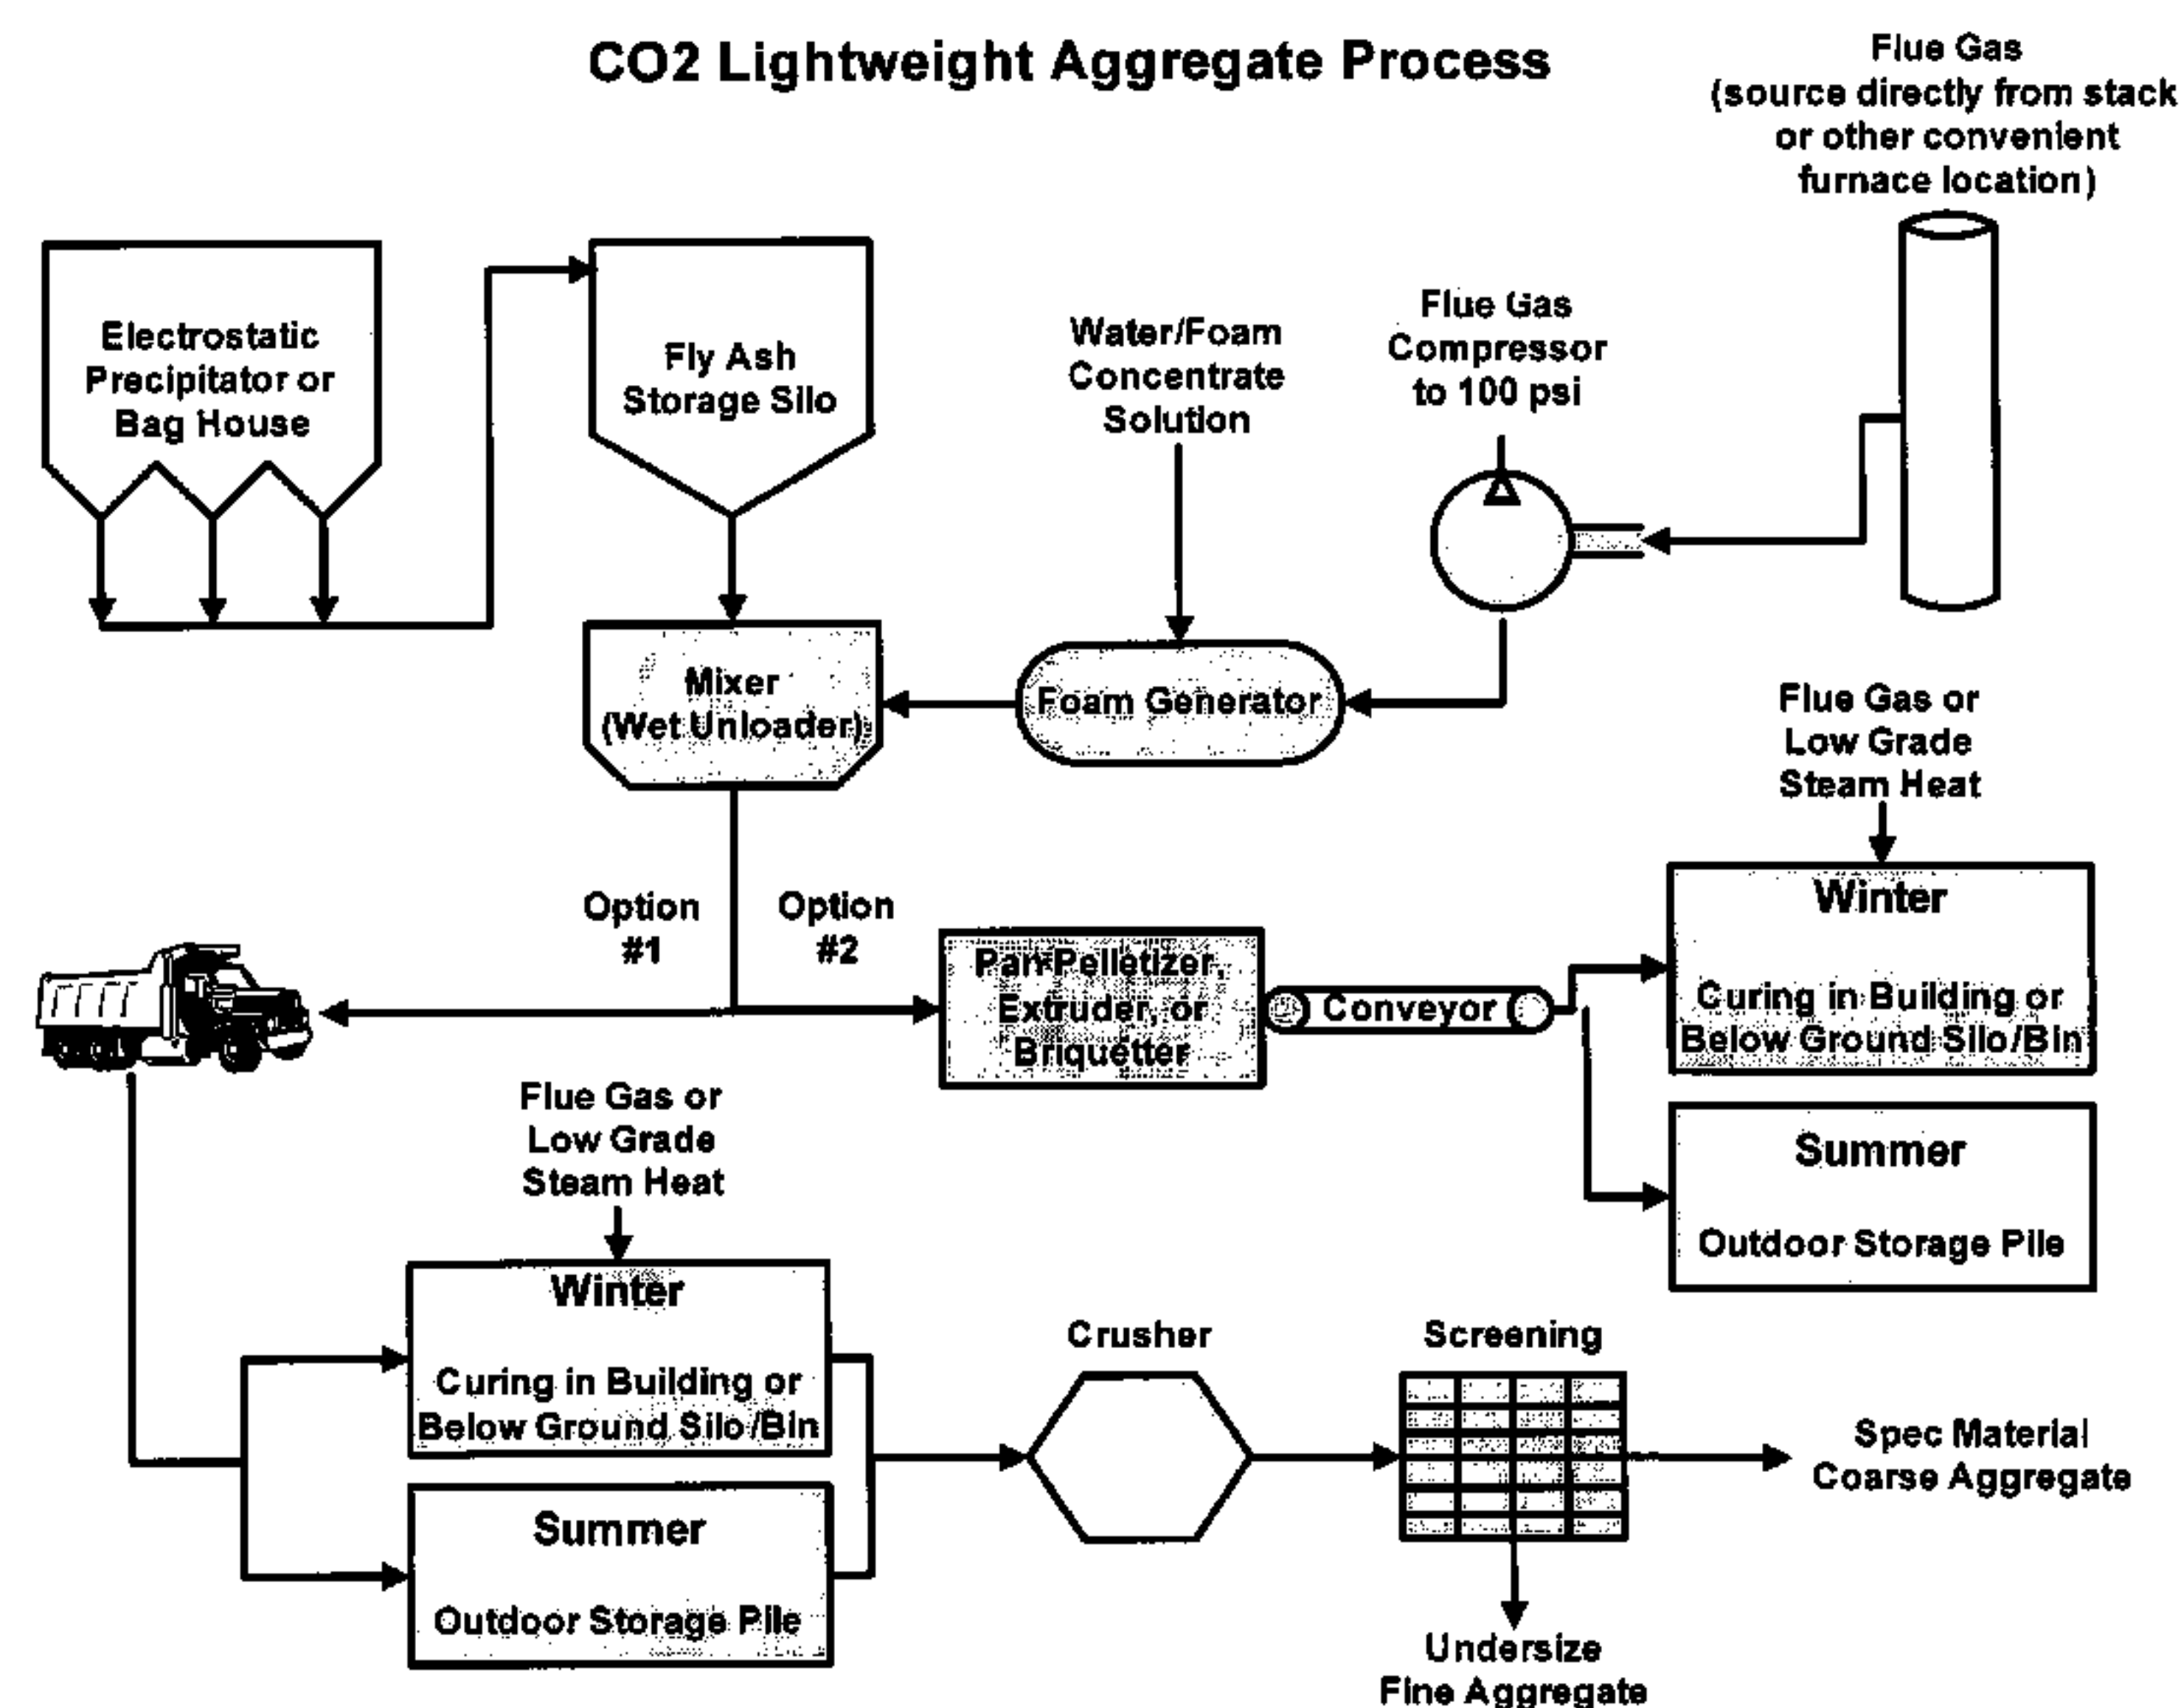 CO2 Lightweight Aggregate Process
Flue Gas
(source directly from stack
or other convenient
furnace location)
Electrostatic
Precipitator or
Bag House
Fly Ash
Storage Silo
Water/Foam
Concentrate
Solution
Flue Gas
Compressor
to 100 psi
Mixer
(Wet Unloader)
Foam Generator
Flue Gas or
Low Grade
Steam Heat
Option
#1
Option
#2
Pan Pelletizer,
Extruder, or
Briquetter
Conveyor
Winter
Curing in Building or
Below Ground Silo/Bin
Summer
Outdoor Storage Pile
Flue Gas or
Low Grade
Steam Heat
Winter
Curing in Building or
Below Ground Silo/Bin
Summer
Outdoor Storage Pile
Crusher
Screening
Spec Material
Coarse Aggregate
Undersize
Fine Aggregate